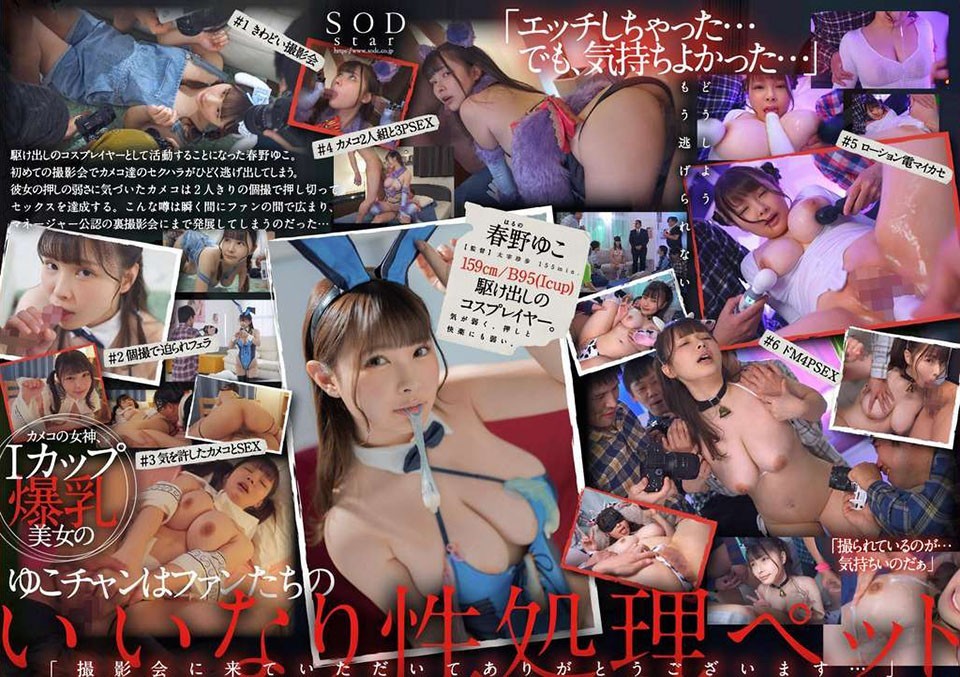 SOD
star
https://www.sodc.co.jp
#1 きわどい撮影会
駆け出しのコスプレイヤーとして活動することになった春野ゆこ。
初めての撮影会でカメコ達のセクハラがひどく逃げ出してしまう。
彼女の押しの弱さに気づいたカメコは2人きりの個撮で押し切って
セックスを達成する。こんな噂は瞬く間にファンの間で広まり、
マネージャー公認の裏撮影会にまで発展してしまうのだった…
#4 カメコ2人組と3PSEX
「エッチしちゃった…
でも、気持ちよかった…」
どうしよう
もう逃げられない
#5 ローション電マイカセ
はるの
春野ゆこ
155min.
159cm/B95(Icup)
駆け出しの
コスプレイヤー。
気が弱く、押しと
快楽にも弱い。
#2 個撮で迫られフェラ
#6 ドM4PSEX
#3 気を許したカメコとSEX
カメコの女神、
Iカップ
爆乳
美女の
ゆこチャンはファンたちの
いいなり性処理ペット
「撮られているのが…
気持ちいのだぁ」
「撮影会に来ていただいてありがとうございます…」